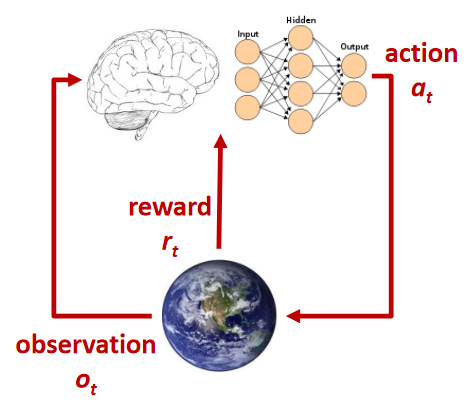 Input
Hidden
Output
action
a_t
reward
r_t
observation
o_t